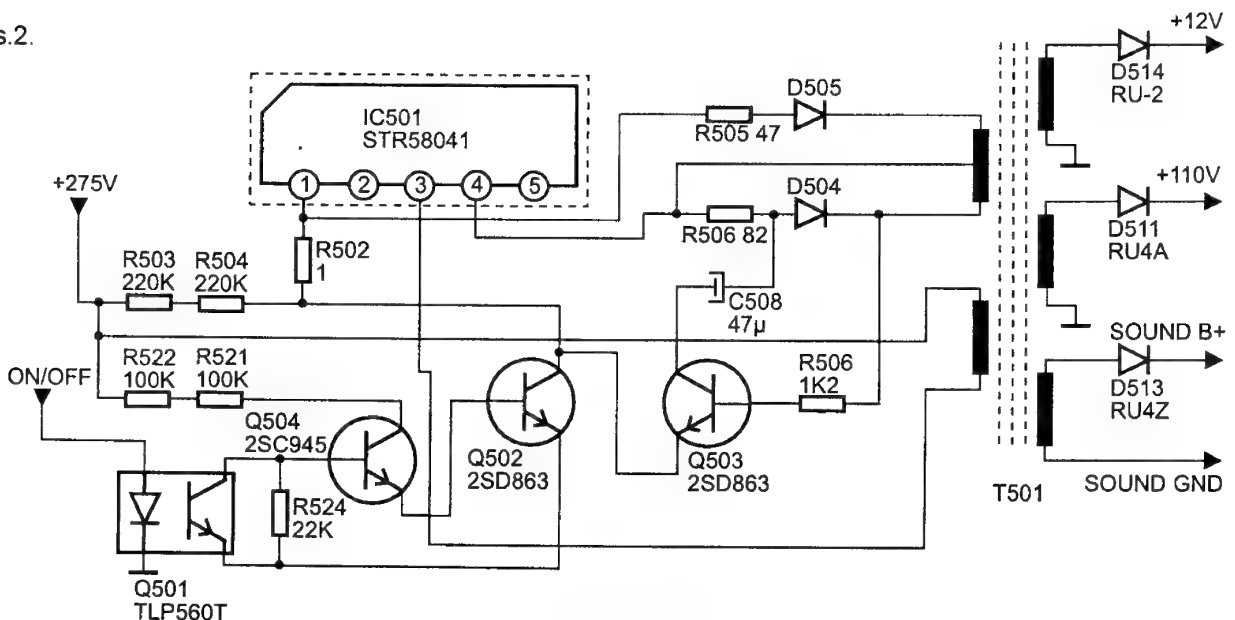 s.2.
+12V
D514
RU-2
D505
IC501
STR58041
R505 47
+275V
1
2
3
4
5
+110V
D504
R506 82
D511
RU4A
R502
1
R503
220K
R504
220K
C508
47µ
SOUND B+
ON/OFF
R522
100K
R521
100K
R506
1K2
D513
RU4Z
Q504
2SC945
Q502
2SD863
Q503
2SD863
T501
SOUND GND
R524
22K
Q501
TLP560T